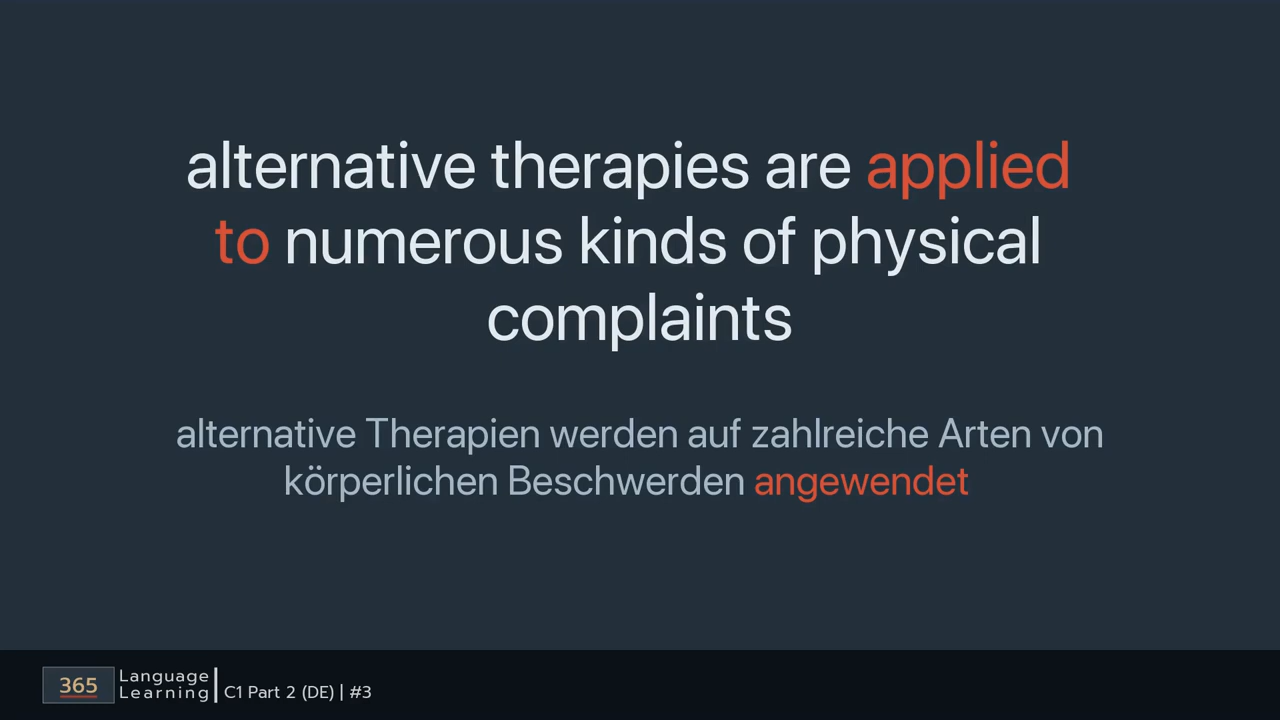 alternative therapies are applied
to numerous kinds of physical
complaints
alternative Therapien werden auf zahlreiche Arten von
körperlichen Beschwerden angewendet
365
Language
Learning
C1 Part 2 (DE) | #3